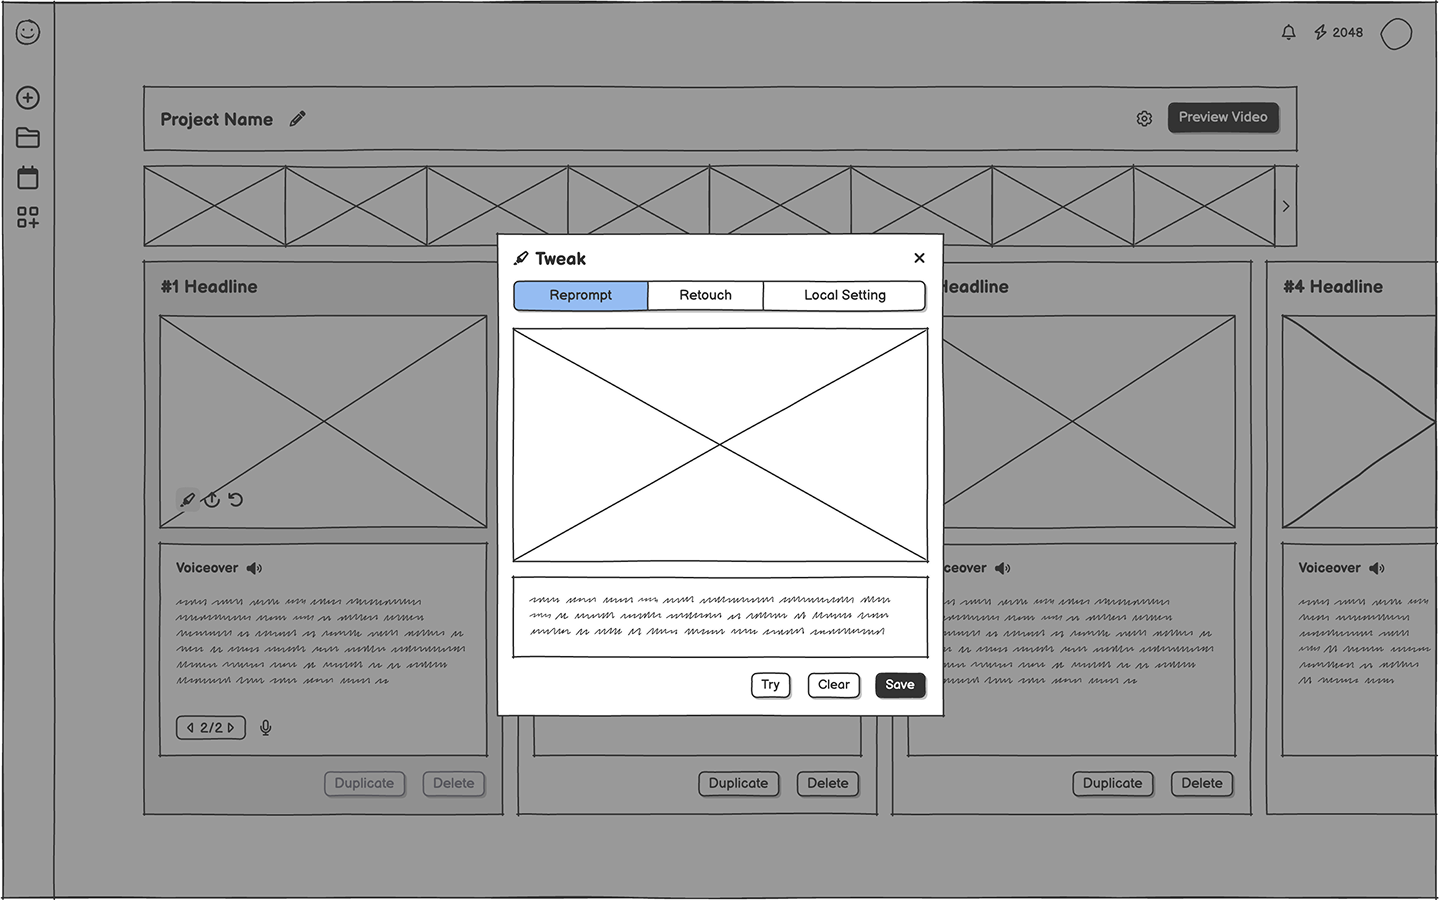 2048
Project Name
Preview Video
Tweak
Reprompt Retouch Local Setting
Try Clear Save
#1 Headline
Voiceover
2/2
Duplicate Delete
Duplicate Delete
eadline
ceover
Duplicate Delete
#4 Headline
Voiceover